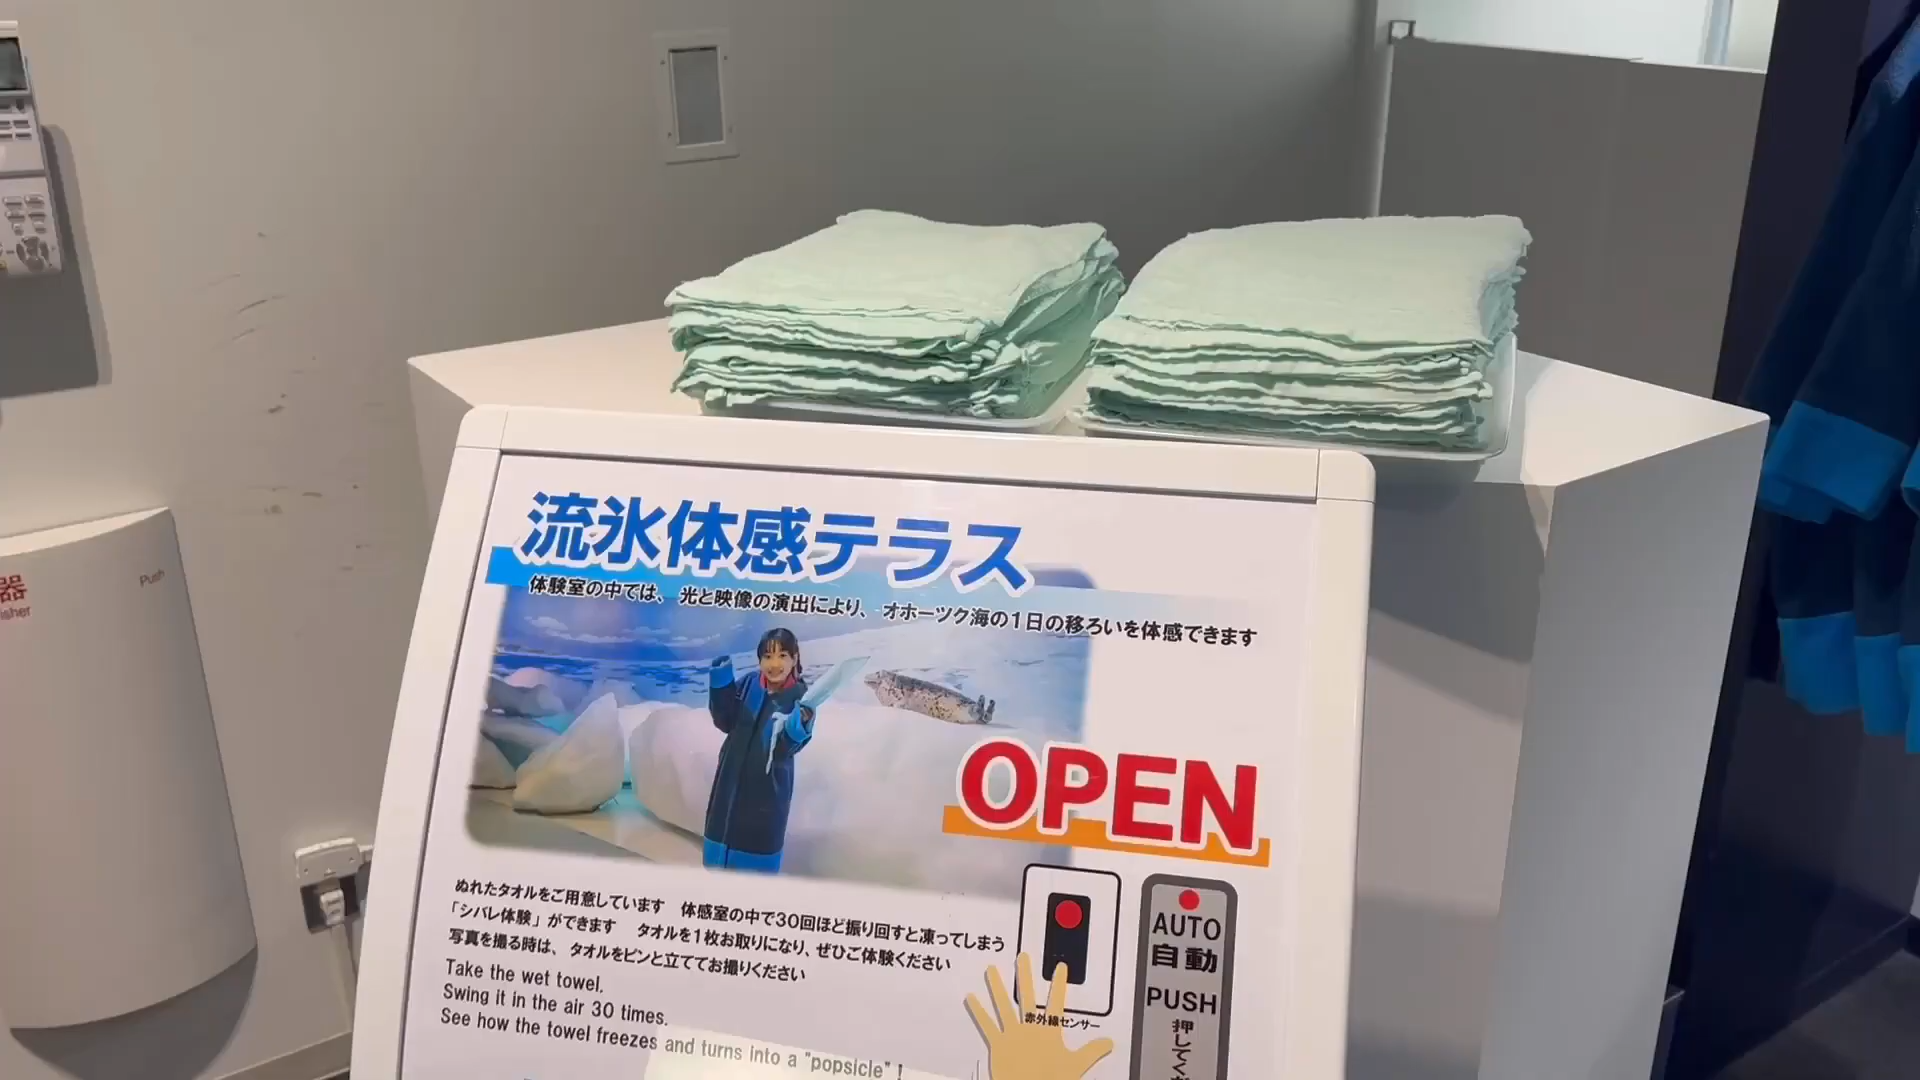 流氷体感テラス
体験室の中では、光と映像の演出により、オホーツク海の1日の移ろいを体感できます
OPEN
ぬれたタオルをご用意しています 体感室の中で30回ほど振り回すと凍ってしまう
「シバレ体験」ができます タオルを1枚お取りになり、ぜひご体験ください
写真を撮る時は、タオルをピンと立ててお撮りください
Take the wet towel.
Swing it in the air 30 times.
See how the towel freezes and turns into a "popsicle" !
赤外線センサー
AUTO
自動
PUSH
押してく
器
isher
Push